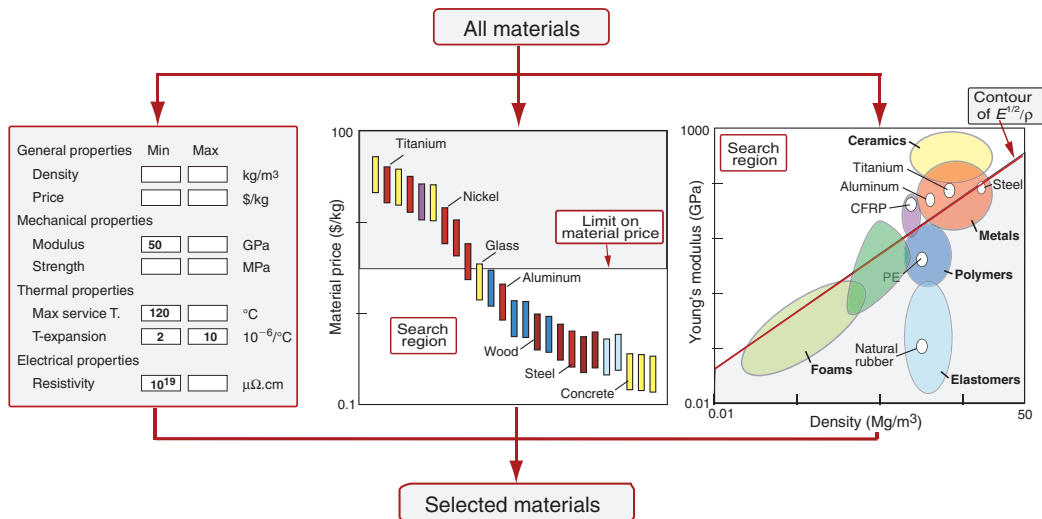 All materials
General properties Min Max
Density kg/m³
Price $/kg
Mechanical properties
Modulus 50 GPa
Strength MPa
Thermal properties
Max service T. 120 °C
T-expansion 2 10 10⁻⁶/°C
Electrical properties
Resistivity 10¹⁹ μΩ.cm
100
Material price ($/kg)
0.1
Titanium
Nickel
Glass
Limit on
material price
Aluminum
Search
region
Wood
Steel
Concrete
Contour
of E^{1/2}/ρ
1000
Young's modulus (GPa)
0.01
Search
region
Ceramics
Titanium
Aluminum
Steel
CFRP
Metals
PE
Polymers
Natural
rubber
Foams
Elastomers
0.01
50
Density (Mg/m³)
Selected materials